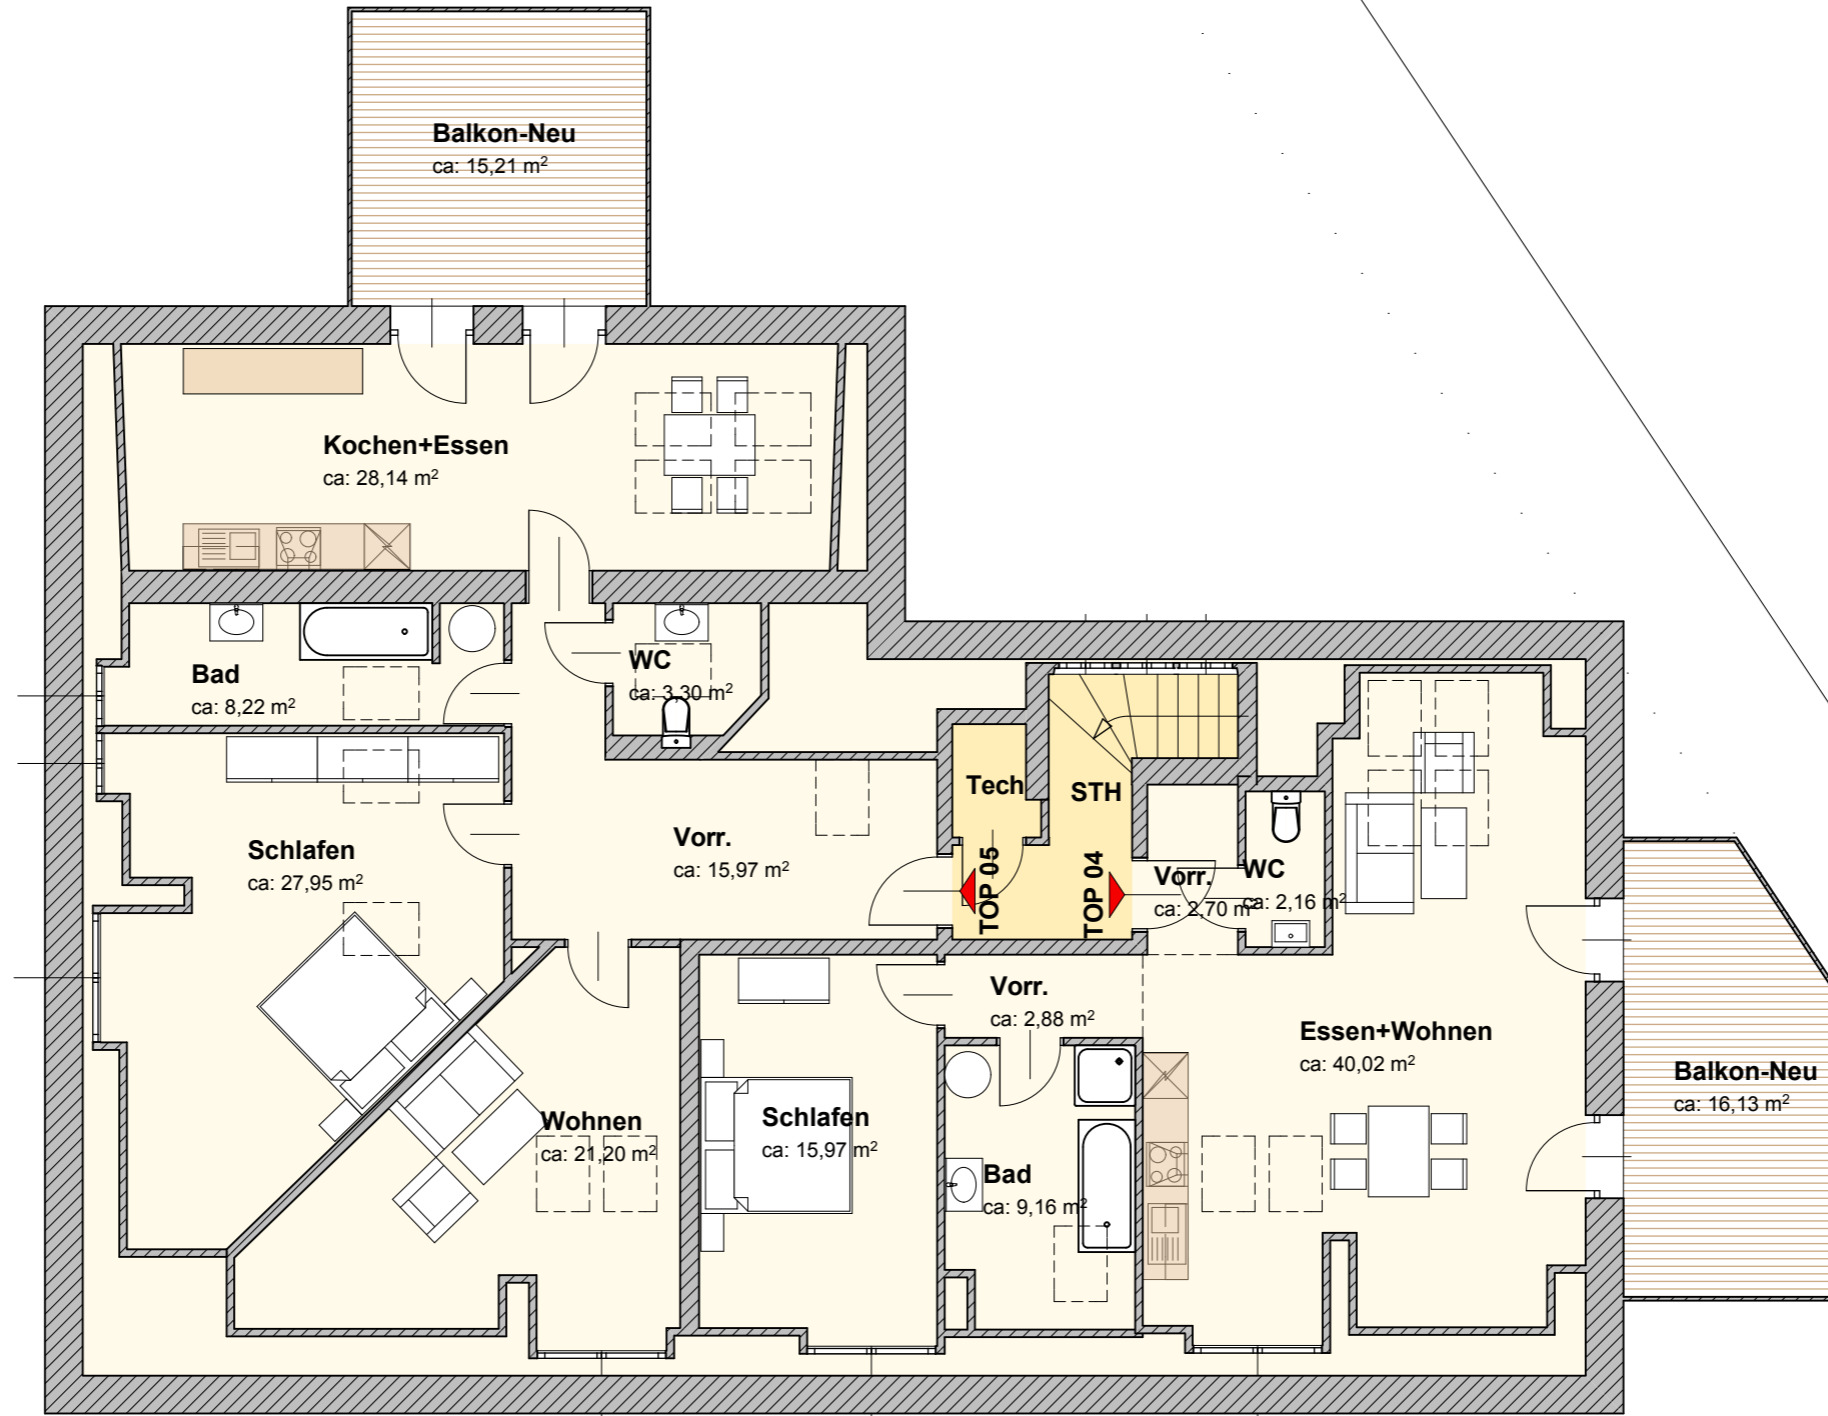 Balkon-Neu
ca: 15,21 m²
Kochen+Essen
ca: 28,14 m²
Bad
ca: 8,22 m²
WC
ca: 3,30 m²
Schlafen
ca: 27,95 m²
Vorr.
ca: 15,97 m²
Tech
STH
TOP 05
TOP 04
Vorr.
ca: 2,70 m²
WC
ca: 2,16 m²
Vorr.
ca: 2,88 m²
Essen+Wohnen
ca: 40,02 m²
Balkon-Neu
ca: 16,13 m²
Wohnen
ca: 21,20 m²
Schlafen
ca: 15,97 m²
Bad
ca: 9,16 m²